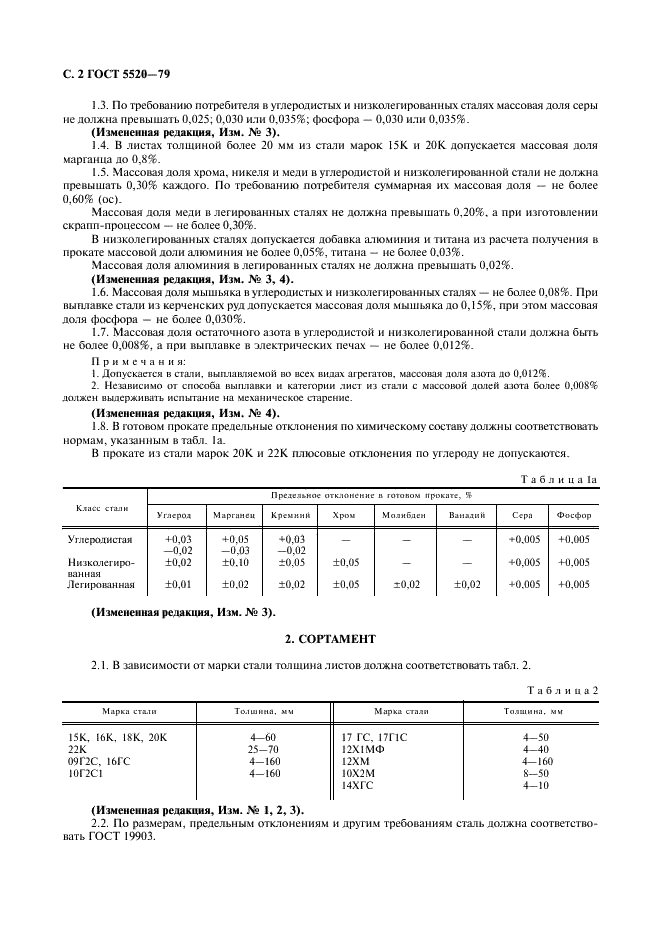 С. 2 ГОСТ 5520—79
1.3. По требованию потребителя в углеродистых и низколегированных сталях массовая доля серы
не должна превышать 0,025; 0,030 или 0,035%; фосфора — 0,030 или 0,035%.
(Измененная редакция, Изм. № 3).
1.4. В листах толщиной более 20 мм из стали марок 15К и 20К допускается массовая доля
марганца до 0,8%.
1.5. Массовая доля хрома, никеля и меди в углеродистой и низколегированной стали не должна
превышать 0,30% каждого. По требованию потребителя суммарная их массовая доля — не более
0,60% (ос).
Массовая доля меди в легированных сталях не должна превышать 0,20%, а при изготовлении
скрапп-процессом — не более 0,30%.
В низколегированных сталях допускается добавка алюминия и титана из расчета получения в
прокате массовой доли алюминия не более 0,05%, титана — не более 0,03%.
Массовая доля алюминия в легированных сталях не должна превышать 0,02%.
(Измененная редакция, Изм. № 3, 4).
1.6. Массовая доля мышьяка в углеродистых и низколегированных сталях — не более 0,08%. При
выплавке стали из керченских руд допускается массовая доля мышьяка до 0,15%, при этом массовая
доля фосфора — не более 0,030%.
1.7. Массовая доля остаточного азота в углеродистой и низколегированной стали должна быть
не более 0,008%, а при выплавке в электрических печах — не более 0,012%.
Примечания:
1. Допускается в стали, выплавляемой во всех видах агрегатов, массовая доля азота до 0,012%.
2. Независимо от способа выплавки и категории лист из стали с массовой долей азота более 0,008%
должен выдерживать испытание на механическое старение.
(Измененная редакция, Изм. № 4).
1.8. В готовом прокате предельные отклонения по химическому составу должны соответствовать
нормам, указанным в табл. 1а.
В прокате из стали марок 20К и 22К плюсовые отклонения по углероду не допускаются.
Таблица 1а
Класс стали Предельное отклонение в готовом прокате, %
Углерод Марганец Кремний Хром Молибден Ванадий Сера Фосфор
Углеродистая +0,03 +0,05 +0,03 — — — +0,005 +0,005
—0,02 —0,03 —0,02
Низколегиро- ±0,02 ±0,10 ±0,05 ±0,05 — — +0,005 +0,005
ванная
Легированная ±0,01 ±0,02 ±0,02 ±0,05 ±0,02 ±0,02 +0,005 +0,005
(Измененная редакция, Изм. № 3).
2. СОРТАМЕНТ
2.1. В зависимости от марки стали толщина листов должна соответствовать табл. 2.
Таблица 2
Марка стали Толшина, мм Марка стали Толщина, мм
15К, 16К, 18К, 20К 4—60 17 ГС, 17Г1С 4—50
22К 25—70 12Х1МФ 4—40
09Г2С, 16ГС 4—160 12ХМ 4—160
10Г2С1 4—160 10Х2М 8—50
14ХГС 4—10
(Измененная редакция, Изм. № 1, 2, 3).
2.2. По размерам, предельным отклонениям и другим требованиям сталь должна соответство-
вать ГОСТ 19903.